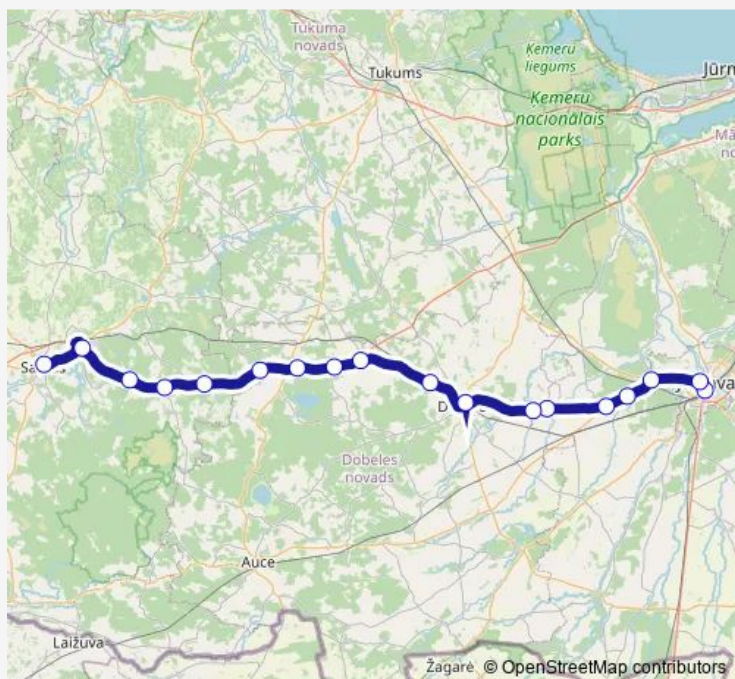 Tukuma
novads
Tukums
Ķemeru
liegums
Ķemeru
nacionālais
parks
Dobeles
novads
Auce
Laižuva
Žagarė
© OpenStreetMap contributors